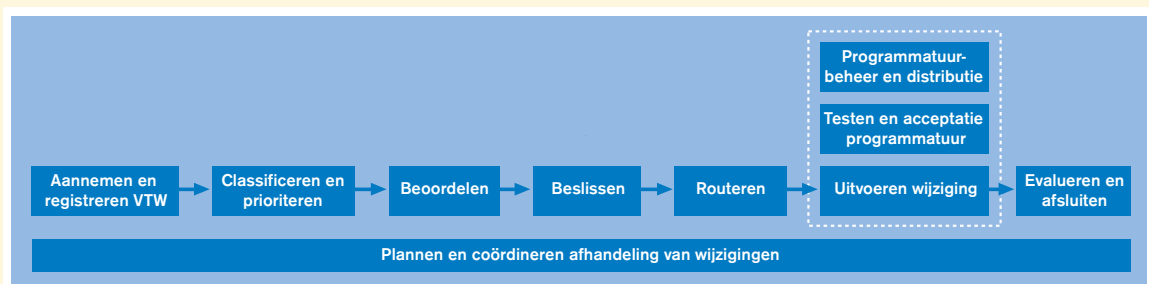 Programmatuur-
beheer en distributie
Testen en acceptatie
programmatuur
Aannemen en
registreren VTW
Classificeren en
prioriteren
Beoordelen
Beslissen
Routeren
Uitvoeren wijziging
Evalueren en
afsluiten
Plannen en coördineren afhandeling van wijzigingen